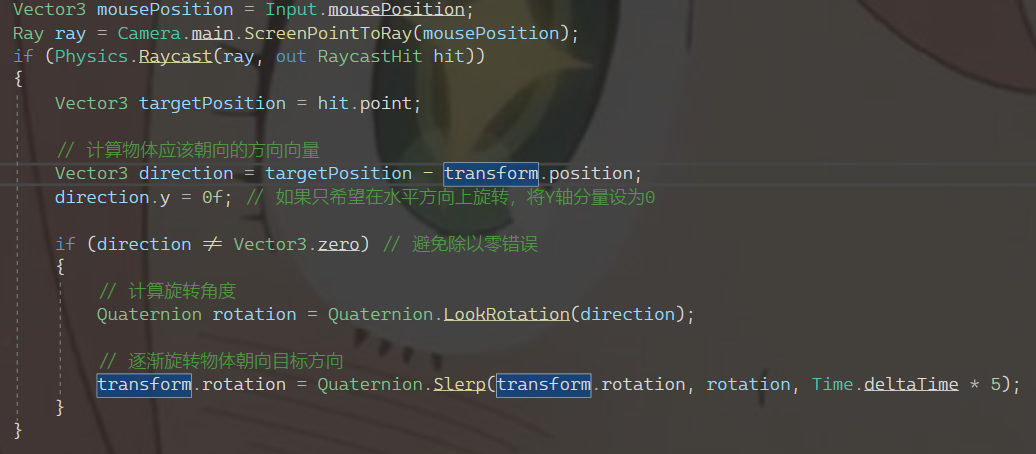 Vector3 mousePosition = Input.mousePosition;
Ray ray = Camera.main.ScreenPointToRay(mousePosition);
if (Physics.Raycast(ray, out RaycastHit hit))
{
    Vector3 targetPosition = hit.point;
    // 计算物体应该朝向的方向向量
    Vector3 direction = targetPosition - transform.position;
    direction.y = 0f; // 如果只希望在水平方向上旋转，将Y轴分量设为0
    if (direction != Vector3.zero) // 避免除以零错误
    {
        // 计算旋转角度
        Quaternion rotation = Quaternion.LookRotation(direction);
        // 逐渐旋转物体朝向目标方向
        transform.rotation = Quaternion.Slerp(transform.rotation, rotation, Time.deltaTime * 5);
    }
}